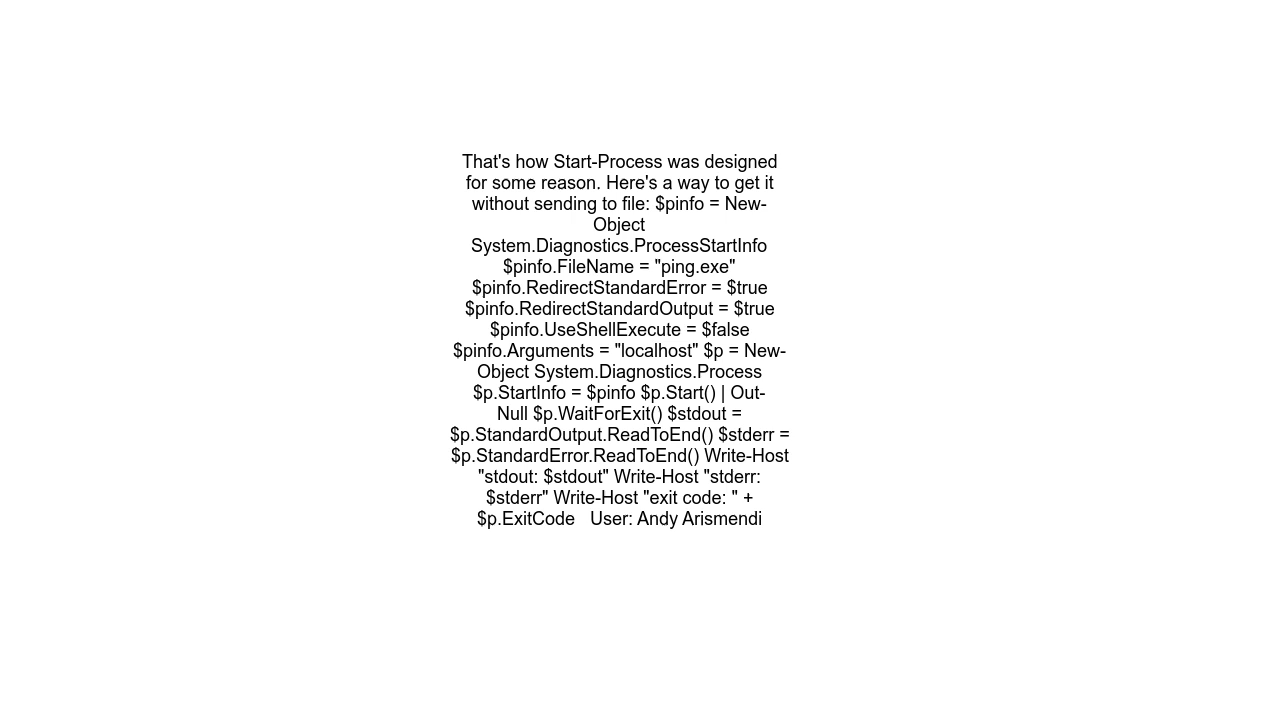 That's how Start-Process was designed
for some reason. Here's a way to get it
without sending to file: $pinfo = New-
Object
System.Diagnostics.ProcessStartInfo
$pinfo.FileName = "ping.exe"
$pinfo.RedirectStandardError = $true
$pinfo.RedirectStandardOutput = $true
$pinfo.UseShellExecute = $false
$pinfo.Arguments = "localhost" $p = New-
Object System.Diagnostics.Process
$p.StartInfo = $pinfo $p.Start() | Out-
Null $p.WaitForExit() $stdout =
$p.StandardOutput.ReadToEnd() $stderr =
$p.StandardError.ReadToEnd() Write-Host
"stdout: $stdout" Write-Host "stderr:
$stderr" Write-Host "exit code: " +
$p.ExitCode   User: Andy Arismendi